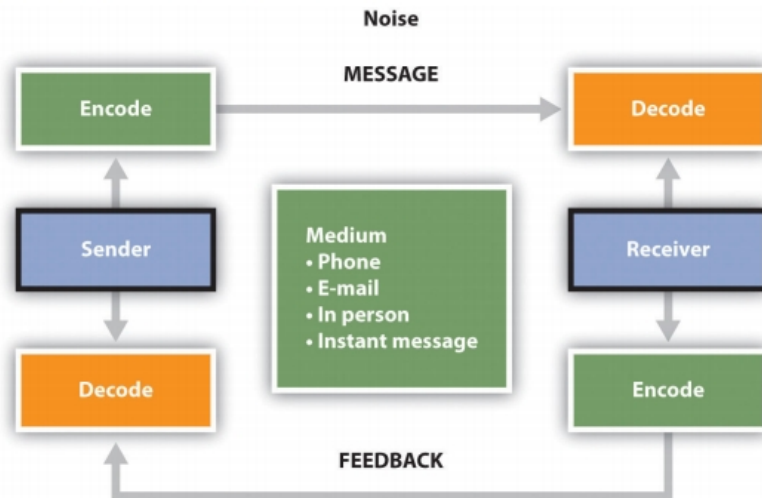 Noise
MESSAGE
Encode
Decode
Sender
Medium
• Phone
• E-mail
• In person
• Instant message
Receiver
Decode
Encode
FEEDBACK